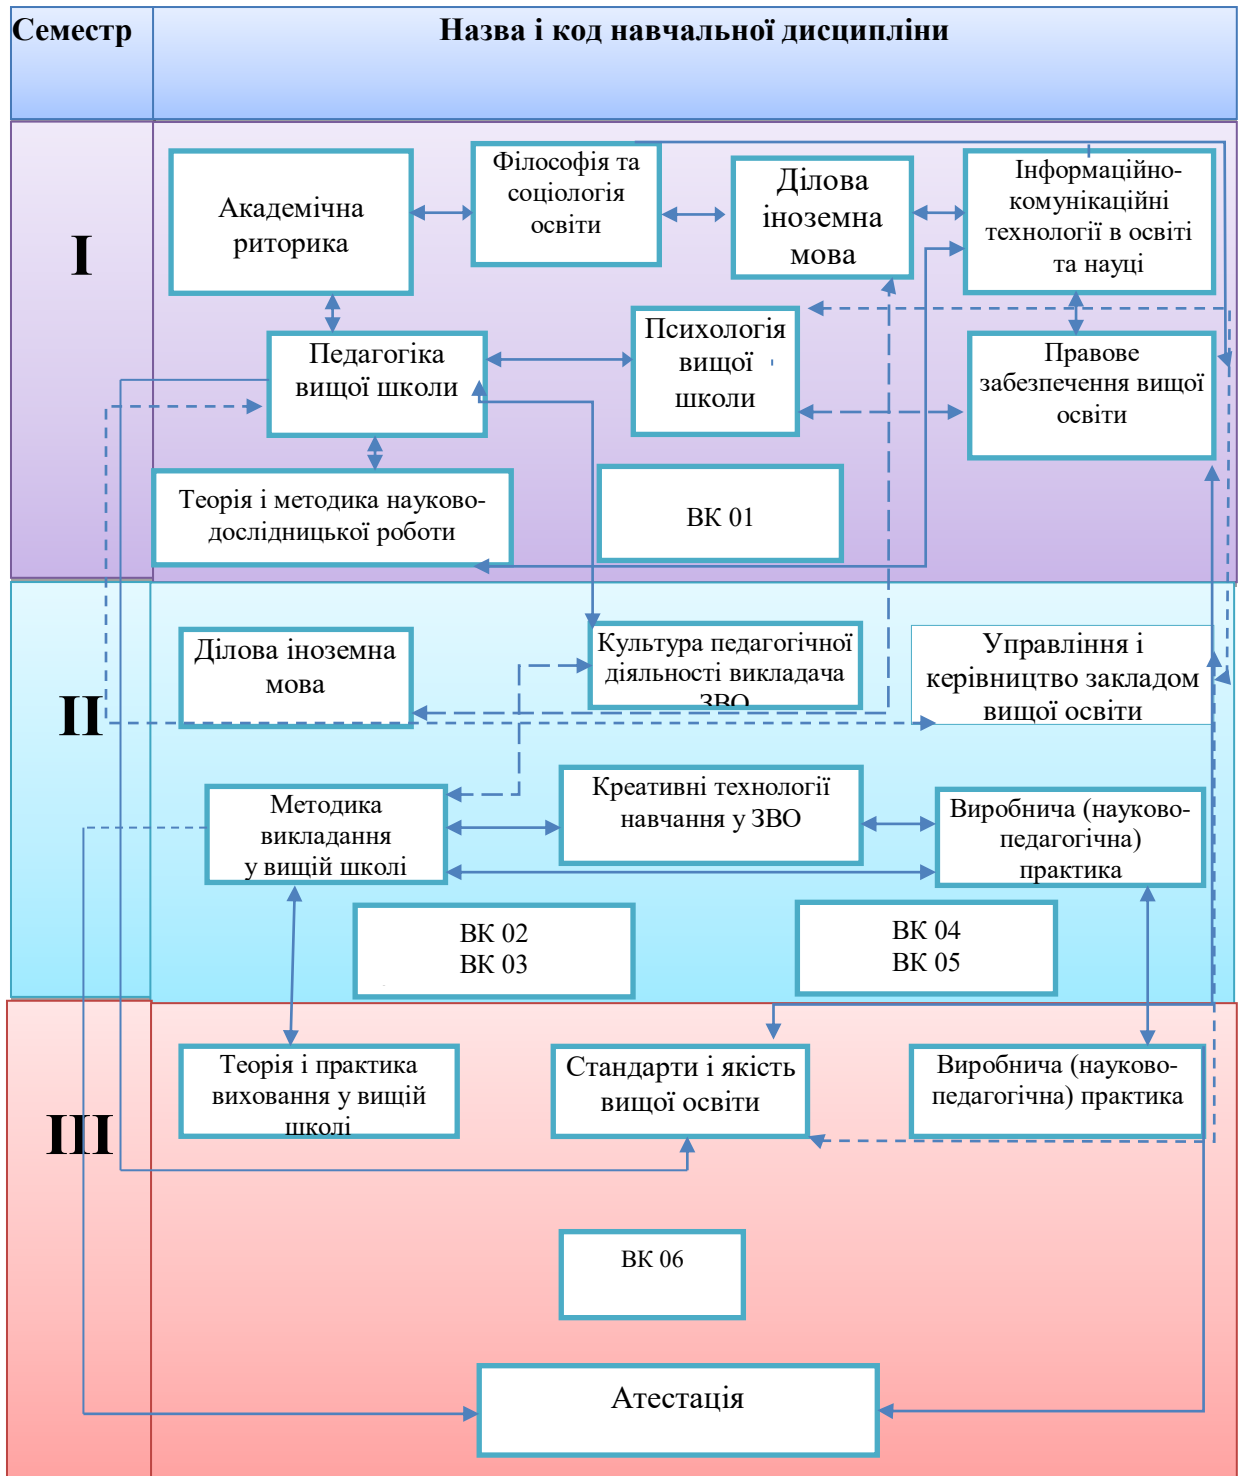 Семестр
Назва і код навчальної дисципліни
I
Академічна
риторика
Філософія та
соціологія
освіти
Ділова
іноземна
мова
Інформаційно-
комунікаційні
технології в освіті
та науці
Педагогіка
вищої школи
Психологія
вищої
школи
Правове
забезпечення вищої
освіти
Теорія і методика науково-
дослідницької роботи
ВК 01
II
Ділова іноземна
мова
Культура педагогічної
діяльності викладача
ЗВО
Управління і
керівництво закладом
вищої освіти
Методика
викладання
у вищій школі
Креативні технології
навчання у ЗВО
Виробнича (науково-
педагогічна)
практика
ВК 02
ВК 03
ВК 04
ВК 05
III
Теорія і практика
виховання у вищій
школі
Стандарти і якість
вищої освіти
Виробнича (науково-
педагогічна) практика
ВК 06
Атестація